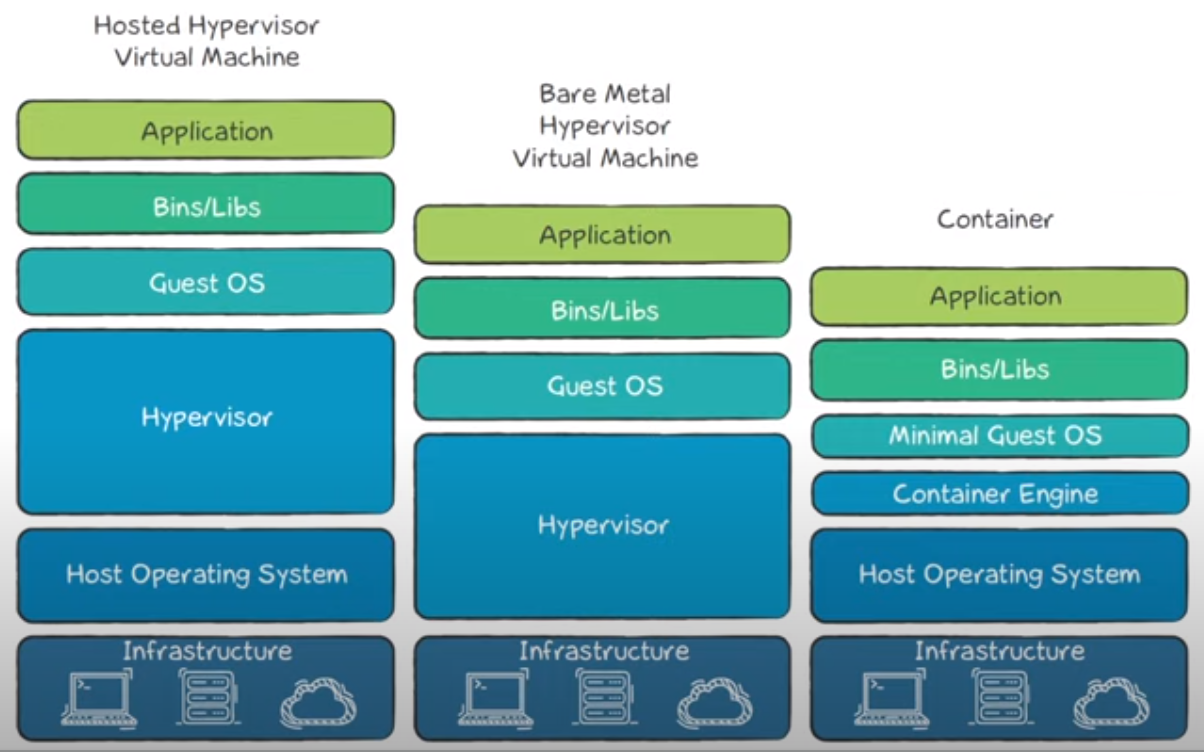 Hosted Hypervisor
Virtual Machine
Application
Bins/Libs
Guest OS
Hypervisor
Host Operating System
Infrastructure
Bare Metal
Hypervisor
Virtual Machine
Application
Bins/Libs
Guest OS
Hypervisor
Infrastructure
Container
Application
Bins/Libs
Minimal Guest OS
Container Engine
Host Operating System
Infrastructure